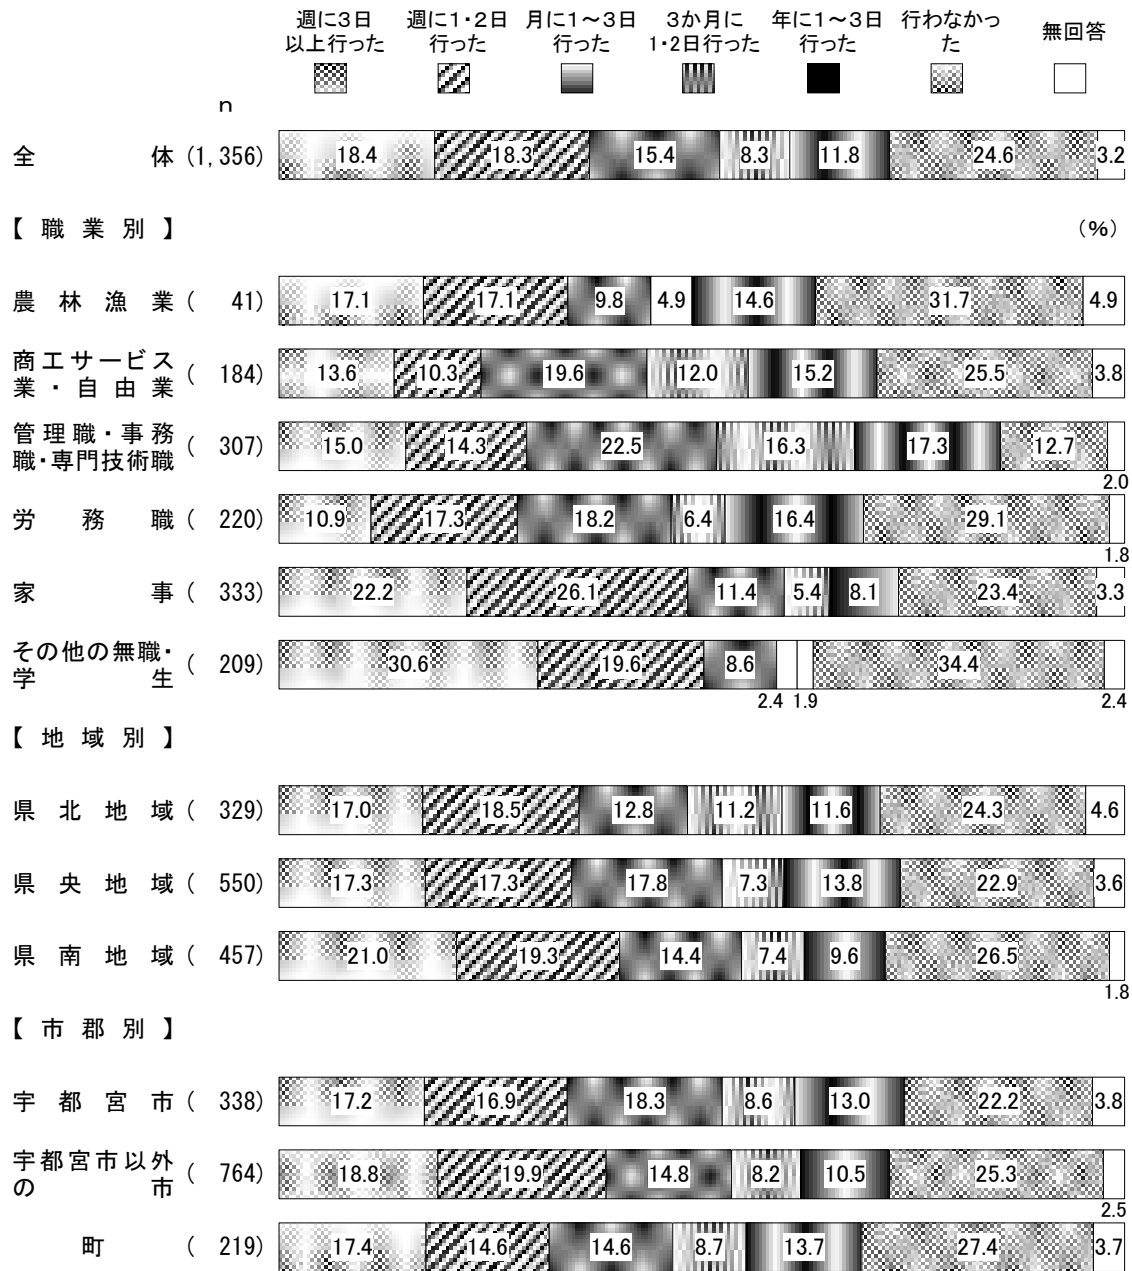 週に3日 週に1・2日 月に1～3日 3か月に 年に1～3日 行わなかっ 無回答
以上行った 行った 行った 1・2日行った 行った た
n
全体 (1,356) 18.4 18.3 15.4 8.3 11.8 24.6 3.2
【職業別】 (%)
農林漁業 ( 41) 17.1 17.1 9.8 4.9 14.6 31.7 4.9
商工サービス
業・自由業 ( 184) 13.6 10.3 19.6 12.0 15.2 25.5 3.8
管理職・事務
職・専門技術職 ( 307) 15.0 14.3 22.5 16.3 17.3 12.7
2.0
労務職 ( 220) 10.9 17.3 18.2 6.4 16.4 29.1
1.8
家事 ( 333) 22.2 26.1 11.4 5.4 8.1 23.4 3.3
その他の無職・
学生 ( 209) 30.6 19.6 8.6 34.4
2.4 1.9 2.4
【地域別】
県北地域 ( 329) 17.0 18.5 12.8 11.2 11.6 24.3 4.6
県央地域 ( 550) 17.3 17.3 17.8 7.3 13.8 22.9 3.6
県南地域 ( 457) 21.0 19.3 14.4 7.4 9.6 26.5
1.8
【市郡別】
宇都宮市 ( 338) 17.2 16.9 18.3 8.6 13.0 22.2 3.8
宇都宮市以外
の市 ( 764) 18.8 19.9 14.8 8.2 10.5 25.3
2.5
町 ( 219) 17.4 14.6 14.6 8.7 13.7 27.4 3.7